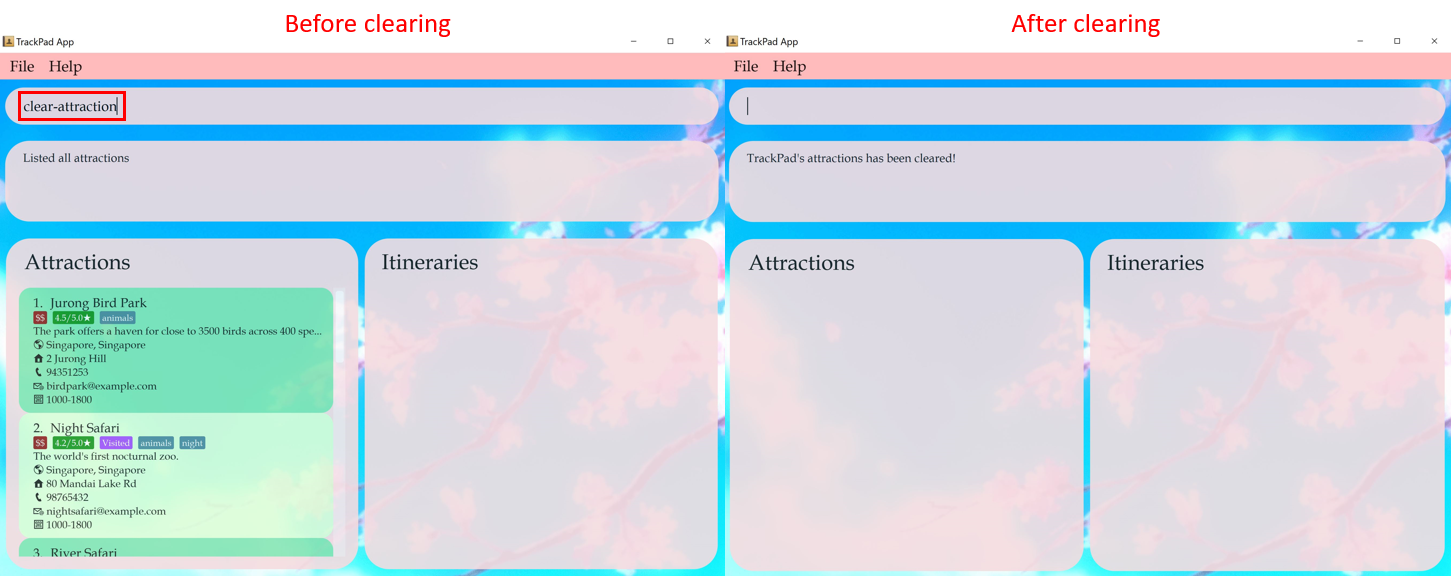 Before clearing
TrackPad App
File Help
clear-attraction
Listed all attractions
Attractions
1. Jurong Bird Park
$$ 4.5/5.0★ animals
The park offers a haven for close to 3500 birds across 400 spe...
Singapore, Singapore
2 Jurong Hill
94351253
birdpark@example.com
1000-1800
2. Night Safari
$$ 4.2/5.0★ Visited animals night
The world's first nocturnal zoo.
Singapore, Singapore
80 Mandai Lake Rd
98765432
nightsafari@example.com
1000-1800
3. River Safari
Itineraries
After clearing
TrackPad App
File Help
TrackPad's attractions has been cleared!
Attractions
Itineraries